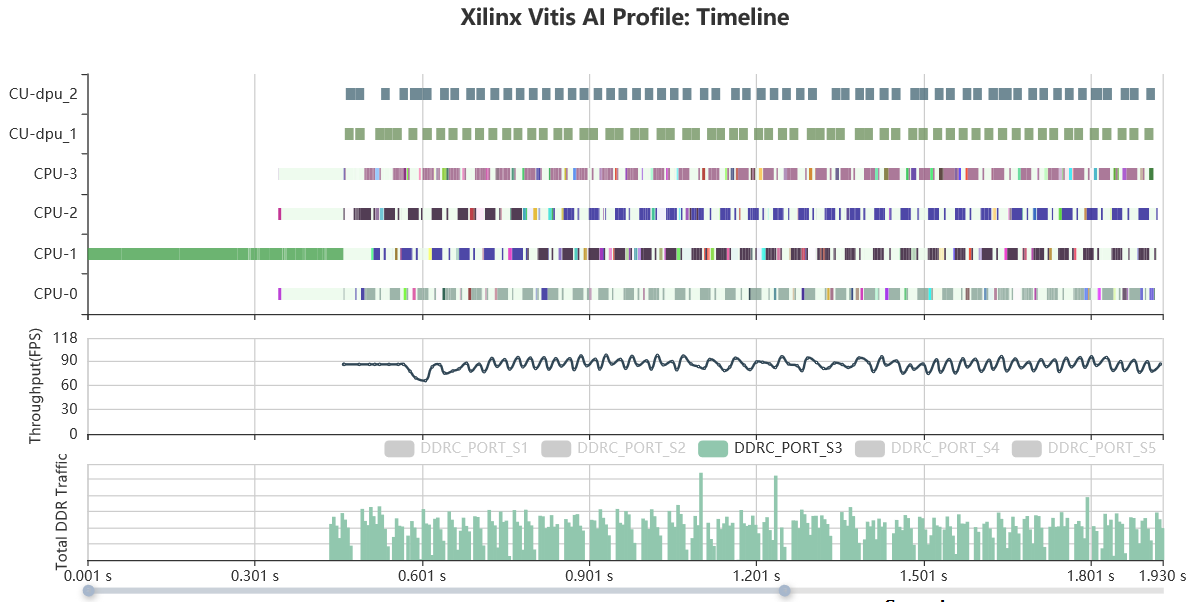 Xilinx Vitis AI Profile: Timeline
CU-dpu_2
CU-dpu_1
CPU-3
CPU-2
CPU-1
CPU-0
Throughput(FPS)
118
90
60
30
0
DDRC_PORT_S1 DDRC_PORT_S2 DDRC_PORT_S3 DDRC_PORT_S4 DDRC_PORT_S5
Total DDR Traffic
0.001 s 0.301 s 0.601 s 0.901 s 1.201 s 1.501 s 1.801 s 1.930 s